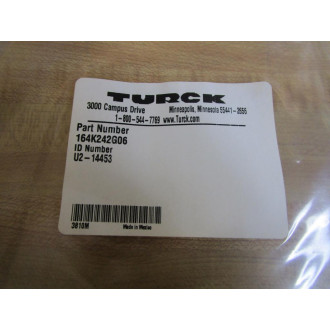 TURCK
3000 Campus Drive Minneapolis, Minnesota 55441-2656
1-800-544-7769 www.Turck.com
Part Number
164K242G06
ID Number
U2-14453
3810M Made in Mexico